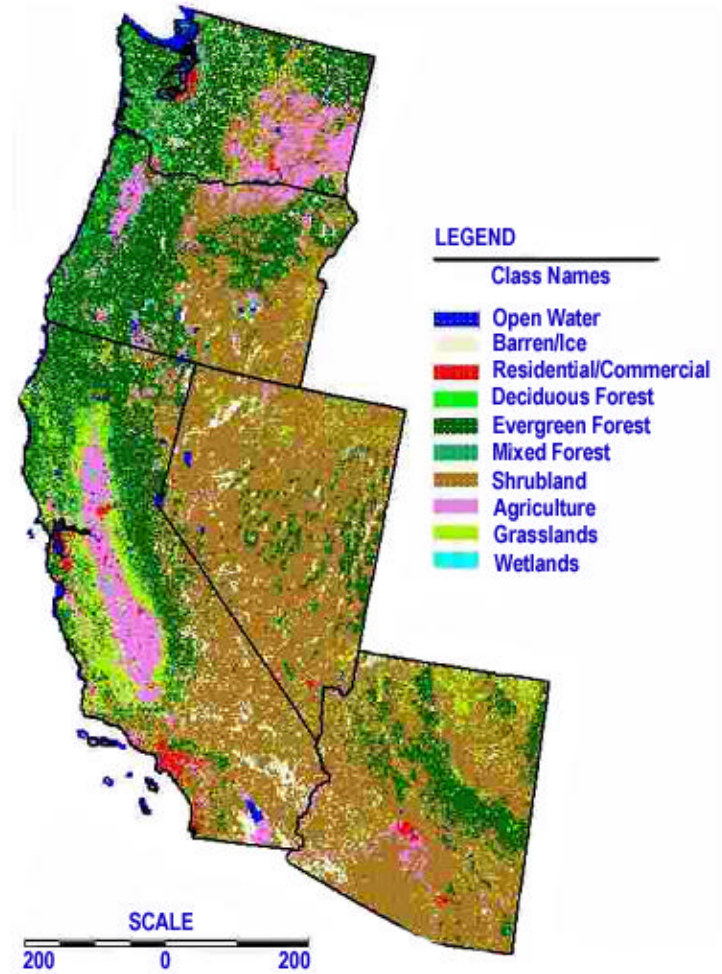 LEGEND
Class Names
Open Water
Barren/Ice
Residential/Commercial
Deciduous Forest
Evergreen Forest
Mixed Forest
Shrubland
Agriculture
Grasslands
Wetlands
SCALE
200 0 200